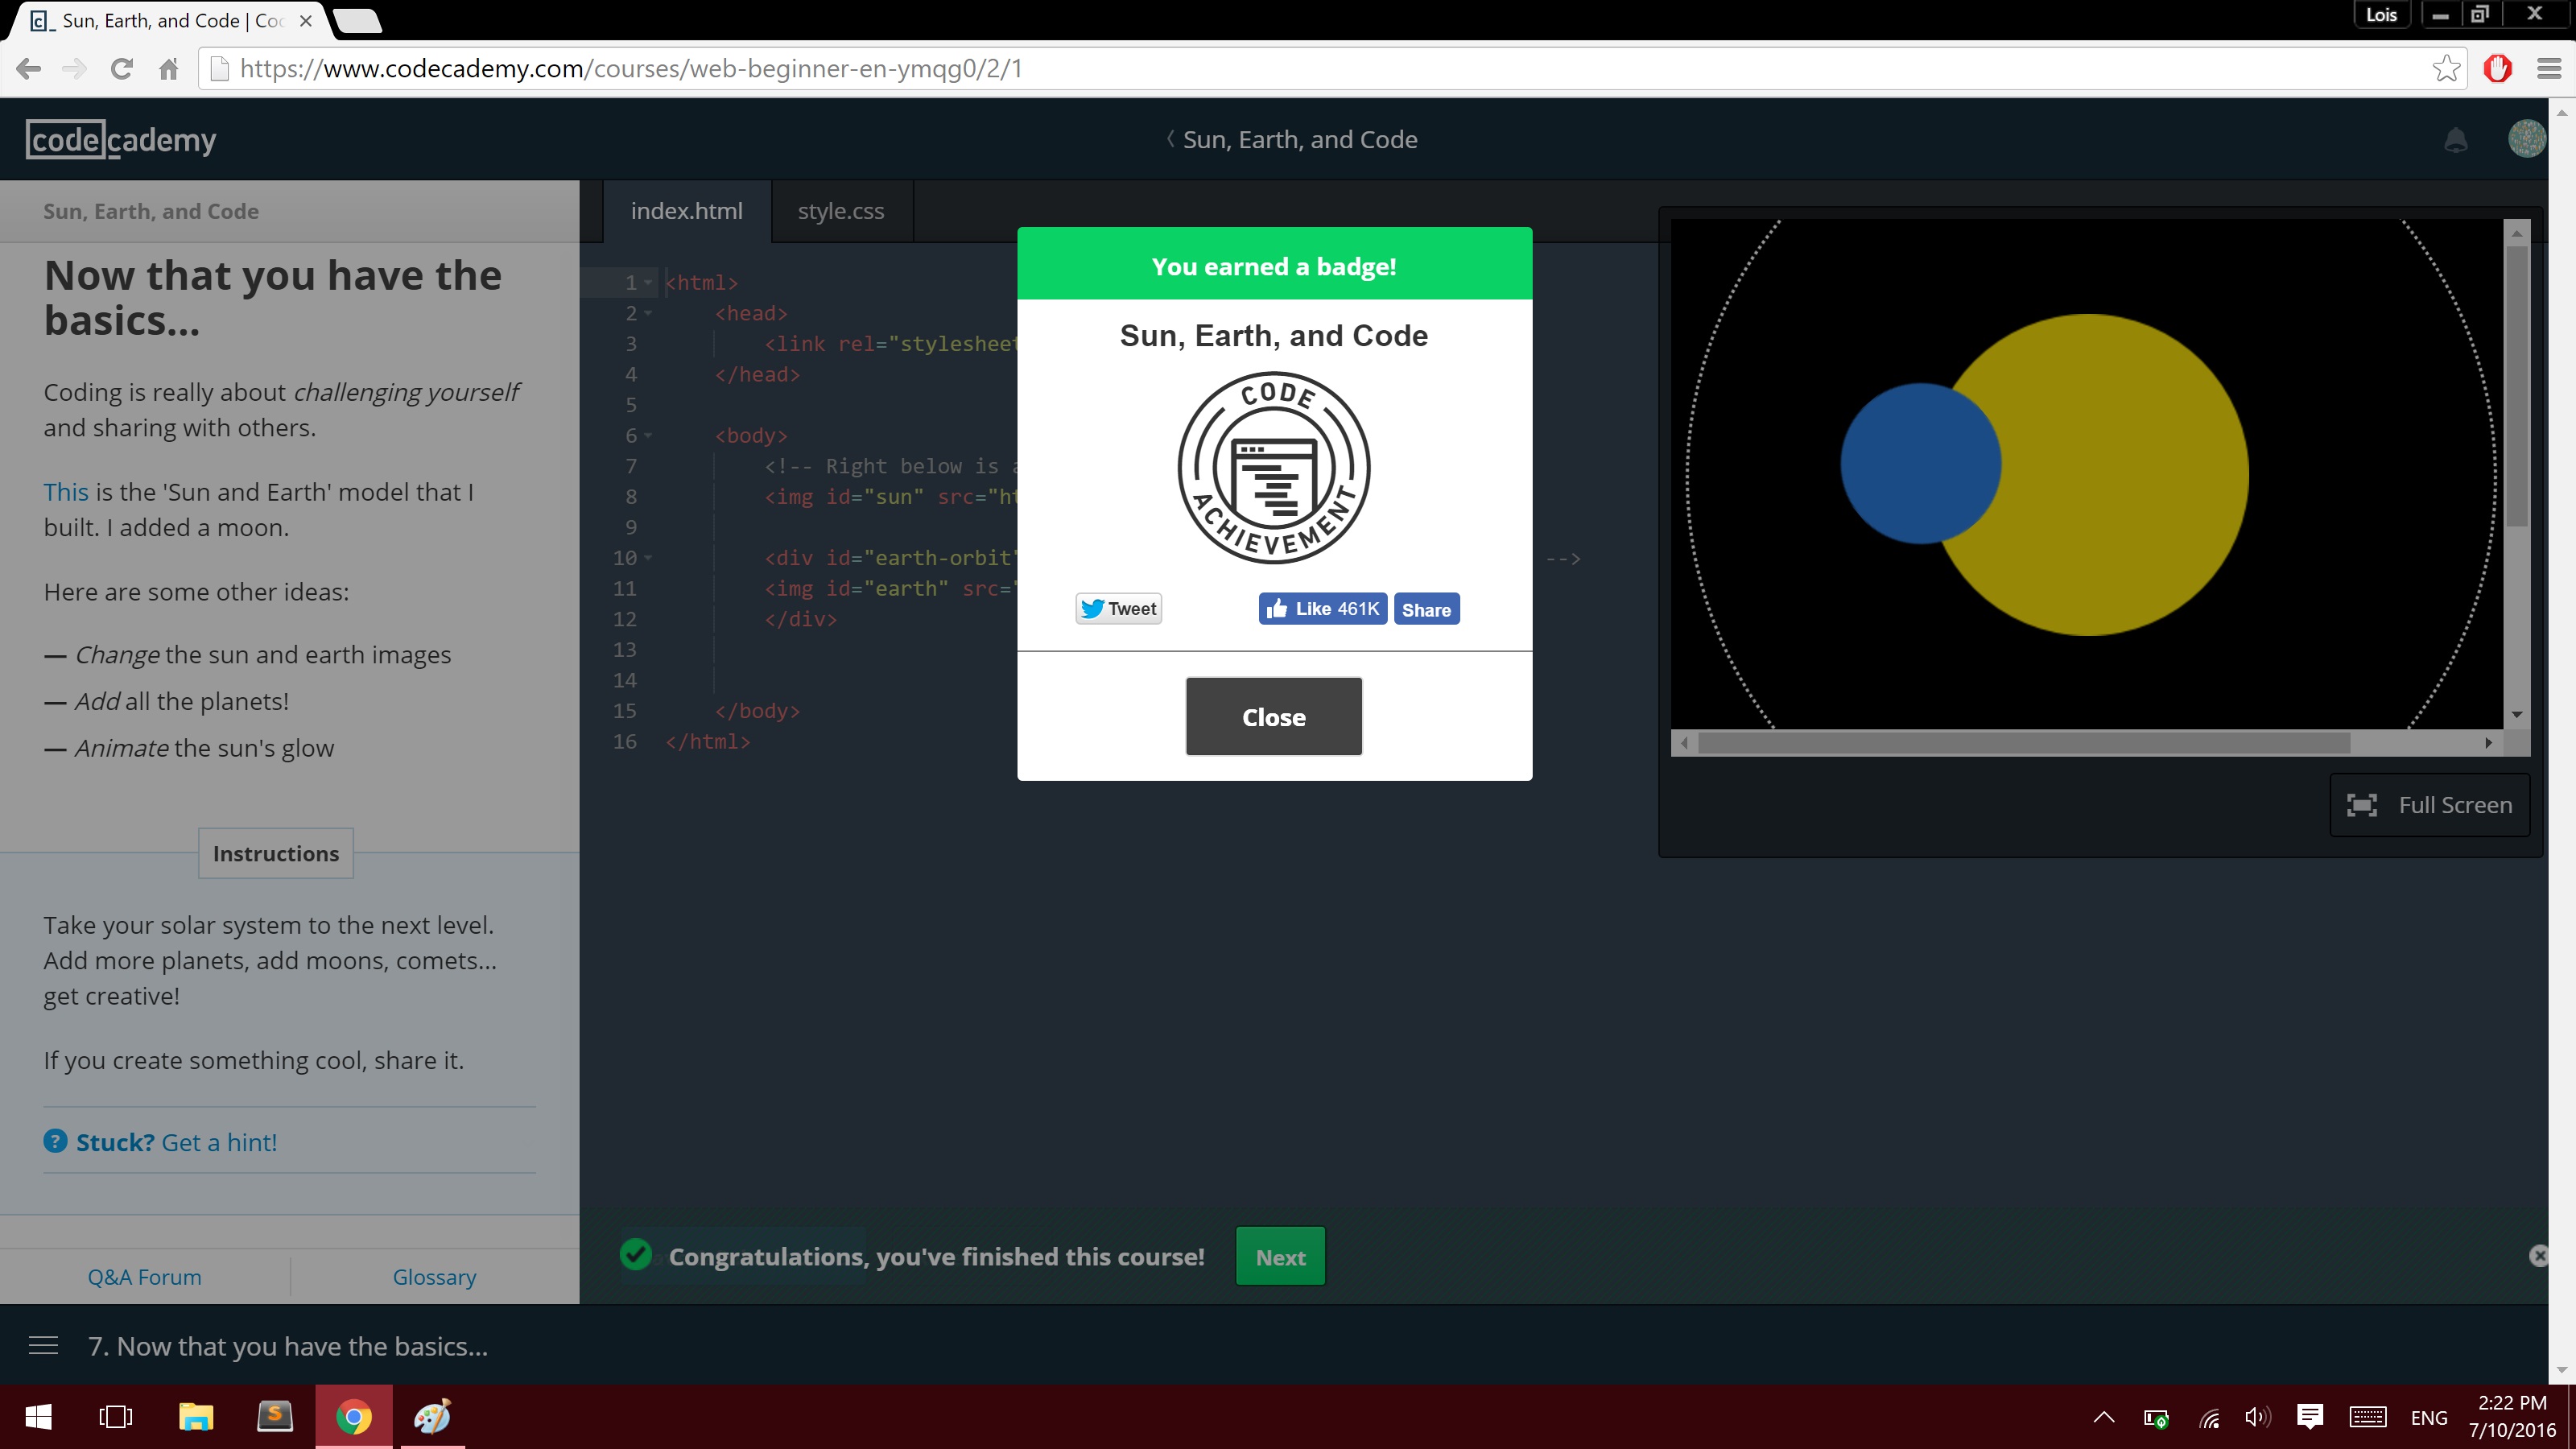 Sun, Earth, and Code | Co
Lois
https://www.codecademy.com/courses/web-beginner-en-ymqg0/2/1
codecademy
Sun, Earth, and Code
Sun, Earth, and Code
Now that you have the
basics...
Coding is really about challenging yourself
and sharing with others.
This is the 'Sun and Earth' model that I
built. I added a moon.
Here are some other ideas:
— Change the sun and earth images
— Add all the planets!
— Animate the sun's glow
Instructions
Take your solar system to the next level.
Add more planets, add moons, comets...
get creative!
If you create something cool, share it.
? Stuck? Get a hint!
Q&A Forum
Glossary
index.html
style.css
1 <html>
2 <head>
3 <link rel="stylesheet
4 </head>
5
6 <body>
7 <!-- Right below is
8 <img id="sun" src="ht
9
10 <div id="earth-orbit" -->
11 <img id="earth" src="
12 </div>
13
14
15 </body>
16 </html>
You earned a badge!
Sun, Earth, and Code
CODE
ACHIEVEMENT
Tweet
Like 461K
Share
Close
Full Screen
Congratulations, you've finished this course!
Next
7. Now that you have the basics...
S
ENG
2:22 PM
7/10/2016